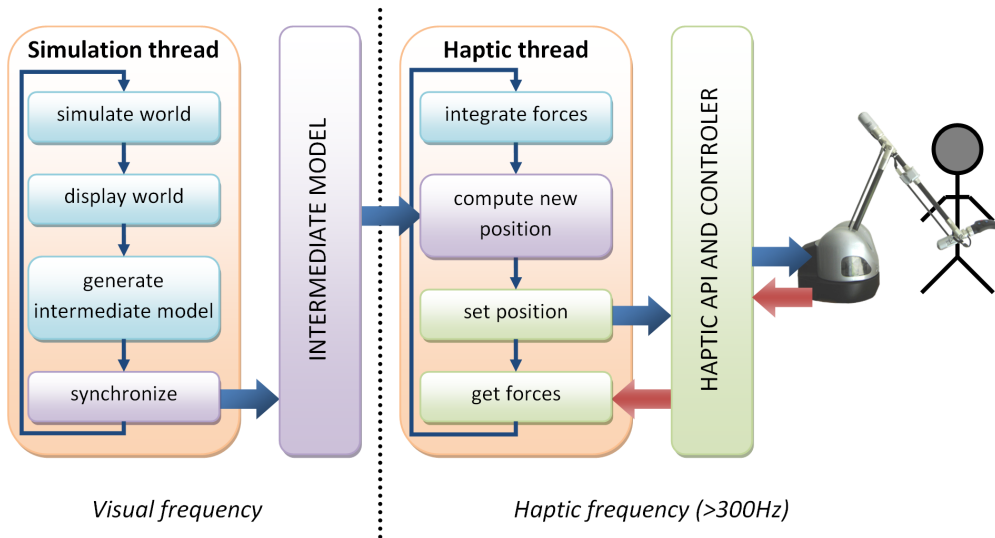 Simulation thread
simulate world
display world
generate
intermediate model
synchronize
INTERMEDIATE MODEL
Haptic thread
integrate forces
compute new
position
set position
get forces
HAPTIC API AND CONTROLER
Visual frequency
Haptic frequency (>300Hz)